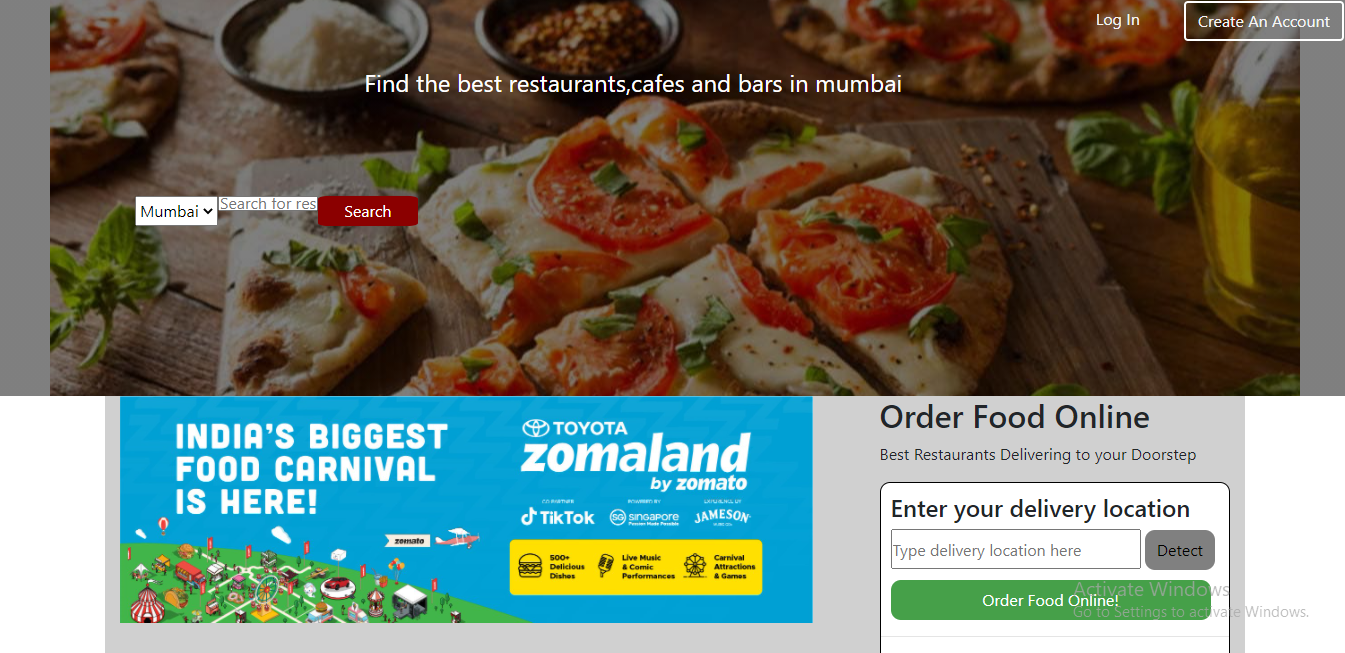 Log In
Create An Account
Find the best restaurants,cafes and bars in mumbai
Mumbai
Search for res
Search
INDIA'S BIGGEST
FOOD CARNIVAL
IS HERE!
TOYOTA
zomaland
by zomato
CO PARTNER
POWERED BY
EXPERIENCE BY
TikTok
SG SINGAPORE
Passion Made Possible
JAMESON
zomato
500+
Delicious
Dishes
Live Music
& Comic
Performances
Carnival
Attractions
& Games
Order Food Online
Best Restaurants Delivering to your Doorstep
Enter your delivery location
Type delivery location here
Detect
Order Food Online!
Activate Windows
Go to Settings to activate Windows.